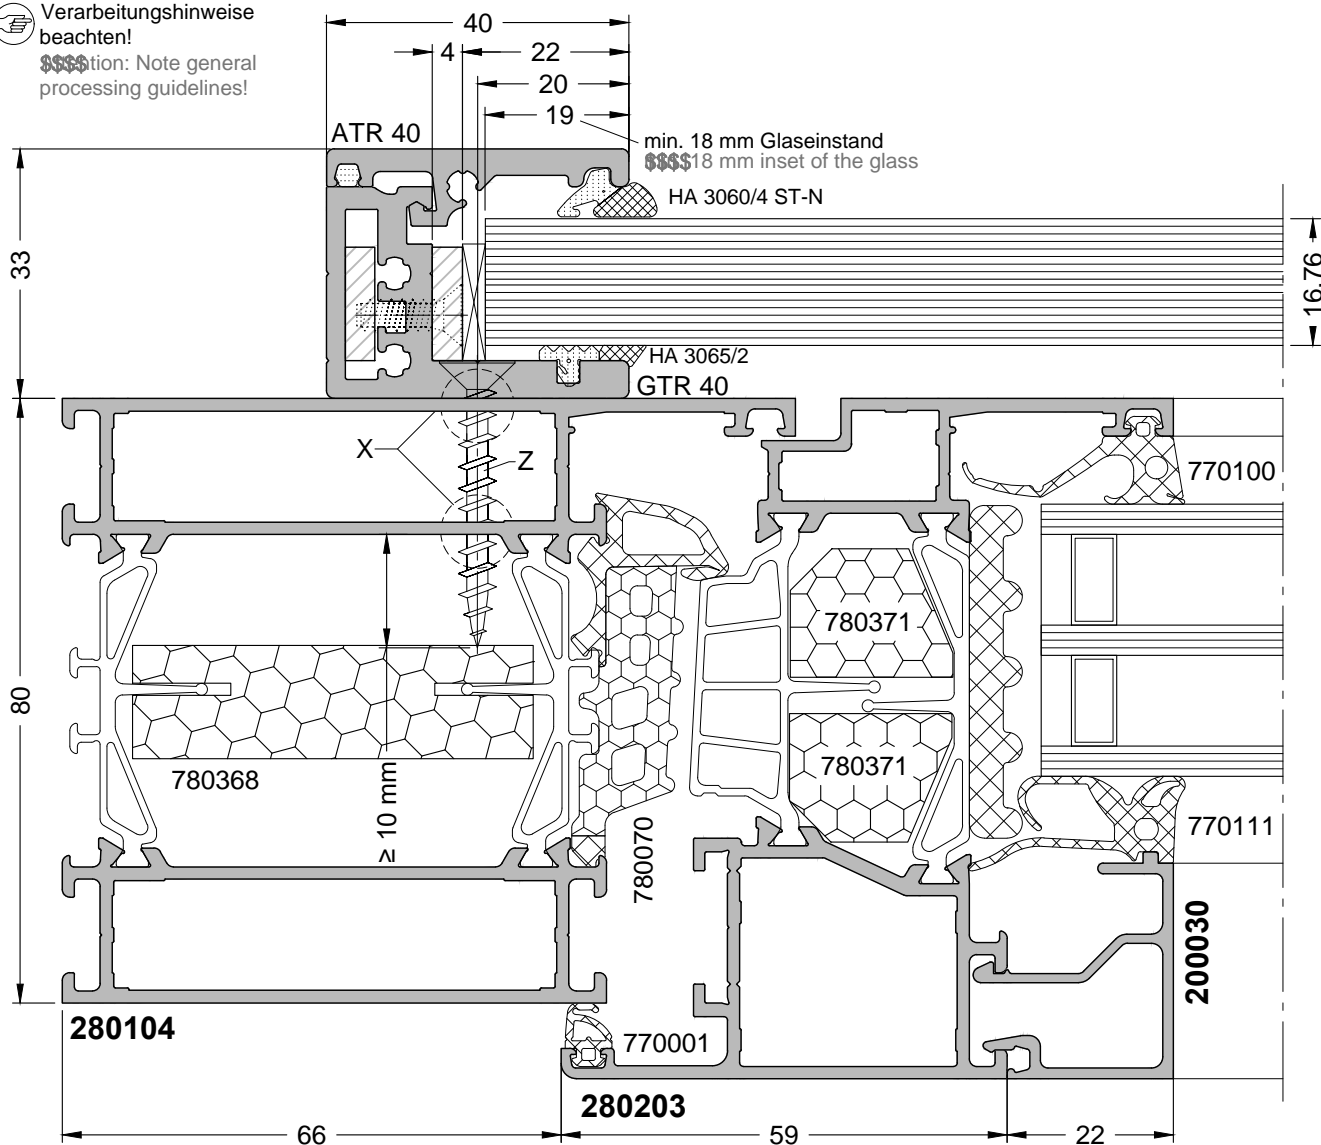 Verarbeitungshinweise
beachten!
$$$$tion: Note general
processing guidelines!
40
4
22
20
19
ATR 40
min. 18 mm Glaseinstand
$$$$ 18 mm inset of the glass
HA 3060/4 ST-N
33
16,76
HA 3065/2
GTR 40
X
Z
770100
780371
80
780371
780368
≥ 10 mm
780070
770111
200030
280104
770001
280203
66
59
22